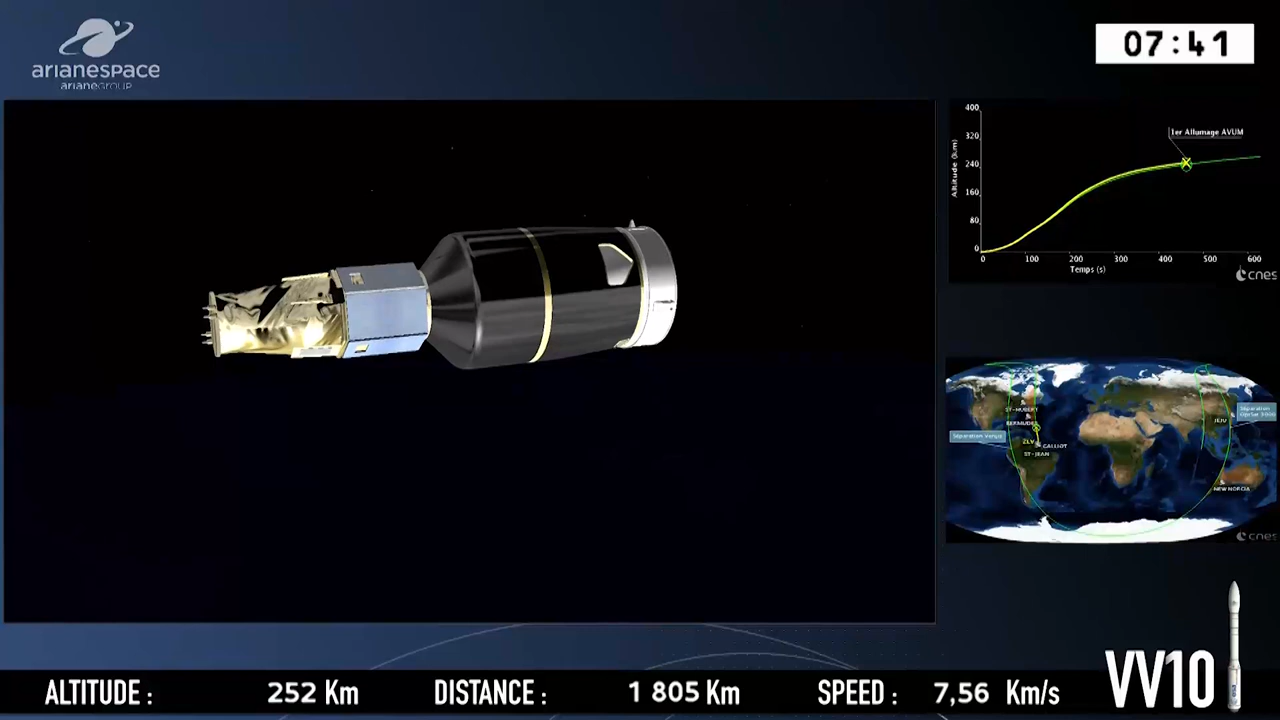 arianespace
arianeGROUP
07:41
400
320
240
160
80
0
Altitude (km)
1er Allumage AVUM
0 100 200 300 400 500 600
Temps (s)
cnes
ST-HUBERT
BERMUDES
Séparation Venµs
ZLV
GALLIOT
ST-JEAN
Séparation
OptSat 3000
JEJU
NEW NORCIA
cnes
VV10
ALTITUDE : 252 Km DISTANCE : 1 805 Km SPEED : 7,56 Km/s